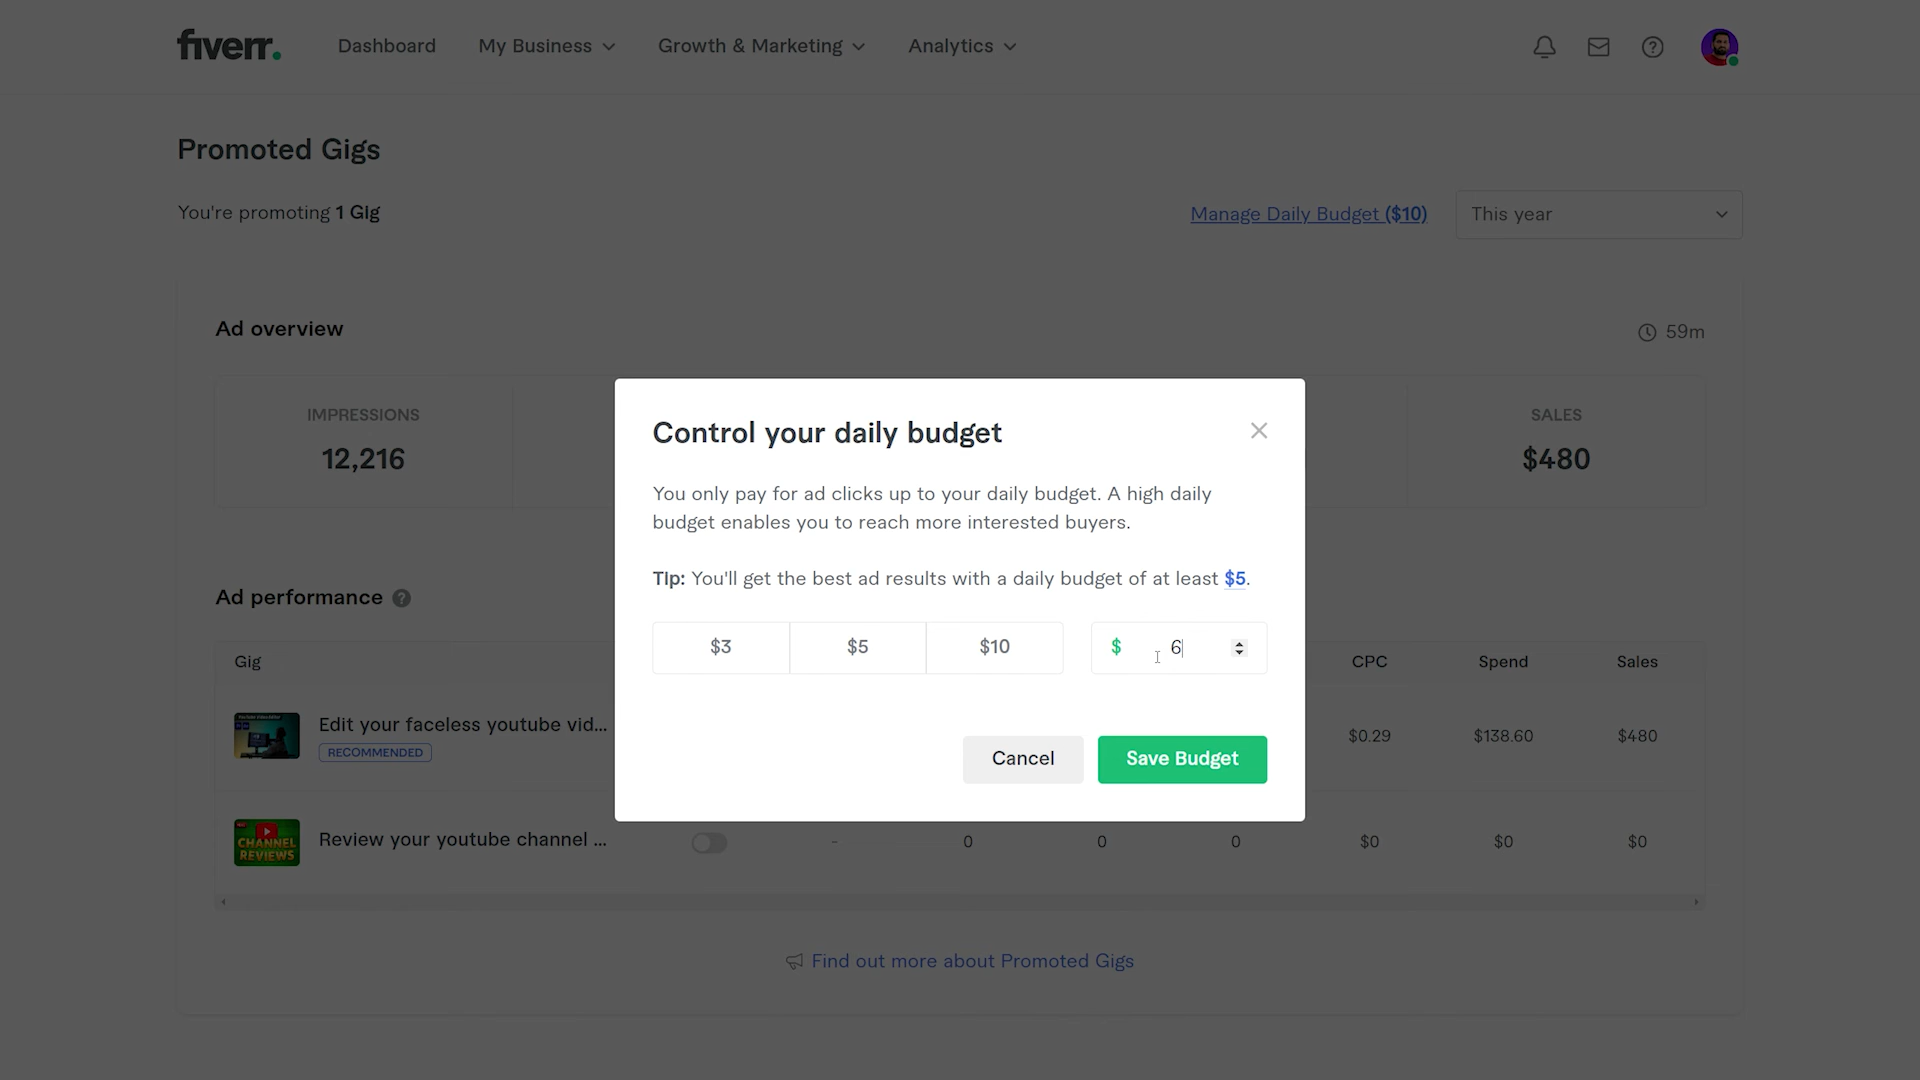 fiverr.
Dashboard
My Business
Growth & Marketing
Analytics
Promoted Gigs
You're promoting 1 Gig
Manage Daily Budget ($10)
This year
Ad overview
59m
IMPRESSIONS
12,216
SALES
$480
Control your daily budget
You only pay for ad clicks up to your daily budget. A high daily
budget enables you to reach more interested buyers.
Tip: You'll get the best ad results with a daily budget of at least $5.
$3
$5
$10
$ 6
Cancel
Save Budget
Ad performance
Gig
CPC
Spend
Sales
Edit your faceless youtube vid...
RECOMMENDED
$0.29
$138.60
$480
CHANNEL
REVIEWS
Review your youtube channel ...
-
0
0
0
$0
$0
$0
Find out more about Promoted Gigs